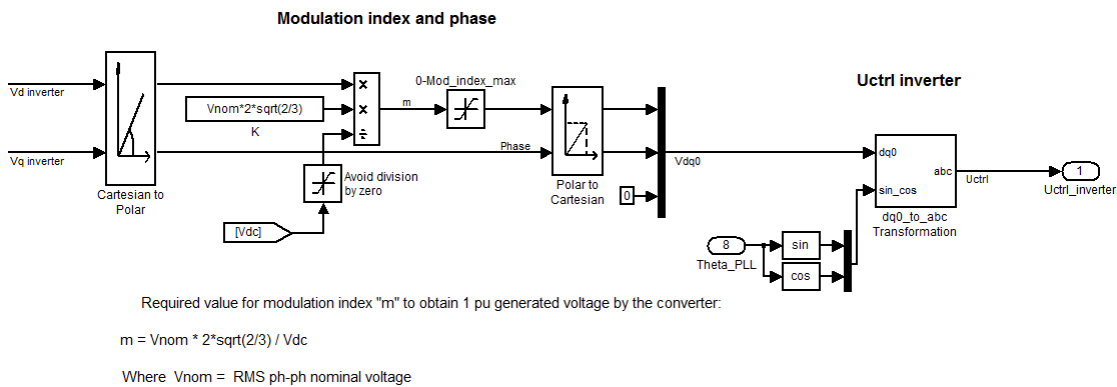 Modulation index and phase
0-Mod_index_max
Uctrl inverter
Vd inverter
×
Vnom*2*sqrt(2/3)
×
m
K
÷
Vq inverter
Phase
Vdq0
dq0
abc
Uctrl
1
Uctrl_inverter
Avoid division
by zero
Cartesian to
Polar
Polar to
Cartesian
0
sin_cos
dq0_to_abc
Transformation
[Vdc]
8
Theta_PLL
sin
cos
Required value for modulation index "m" to obtain 1 pu generated voltage by the converter:
m = Vnom * 2*sqrt(2/3) / Vdc
Where Vnom = RMS ph-ph nominal voltage